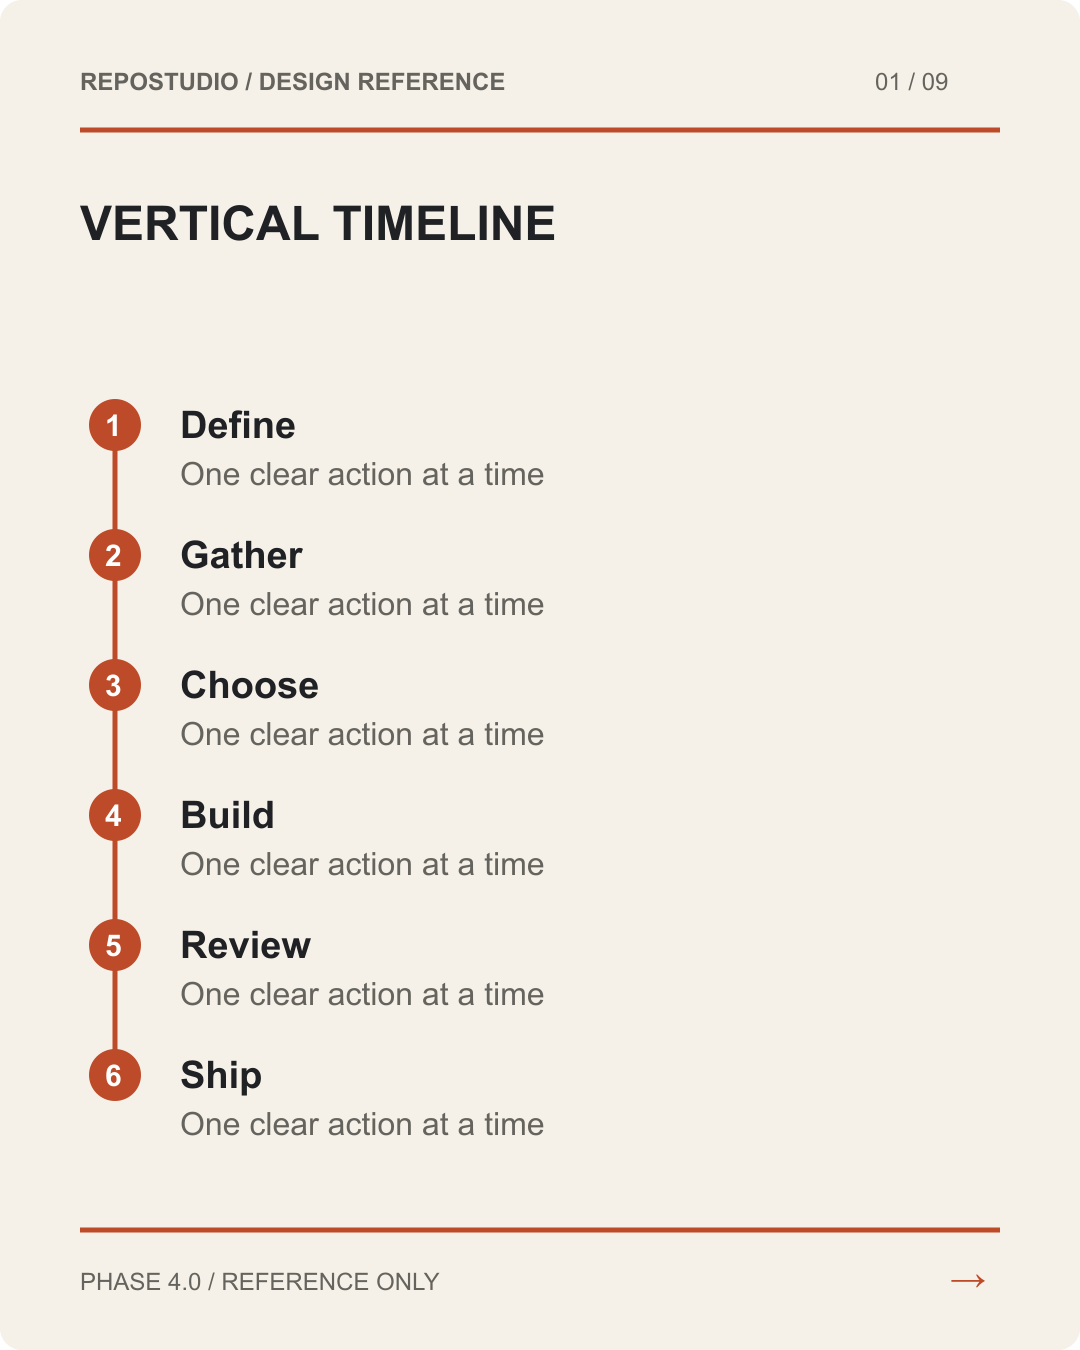 REPOSTUDIO / DESIGN REFERENCE
01 / 09
VERTICAL TIMELINE
1
Define
One clear action at a time
2
Gather
One clear action at a time
3
Choose
One clear action at a time
4
Build
One clear action at a time
5
Review
One clear action at a time
6
Ship
One clear action at a time
PHASE 4.0 / REFERENCE ONLY
→